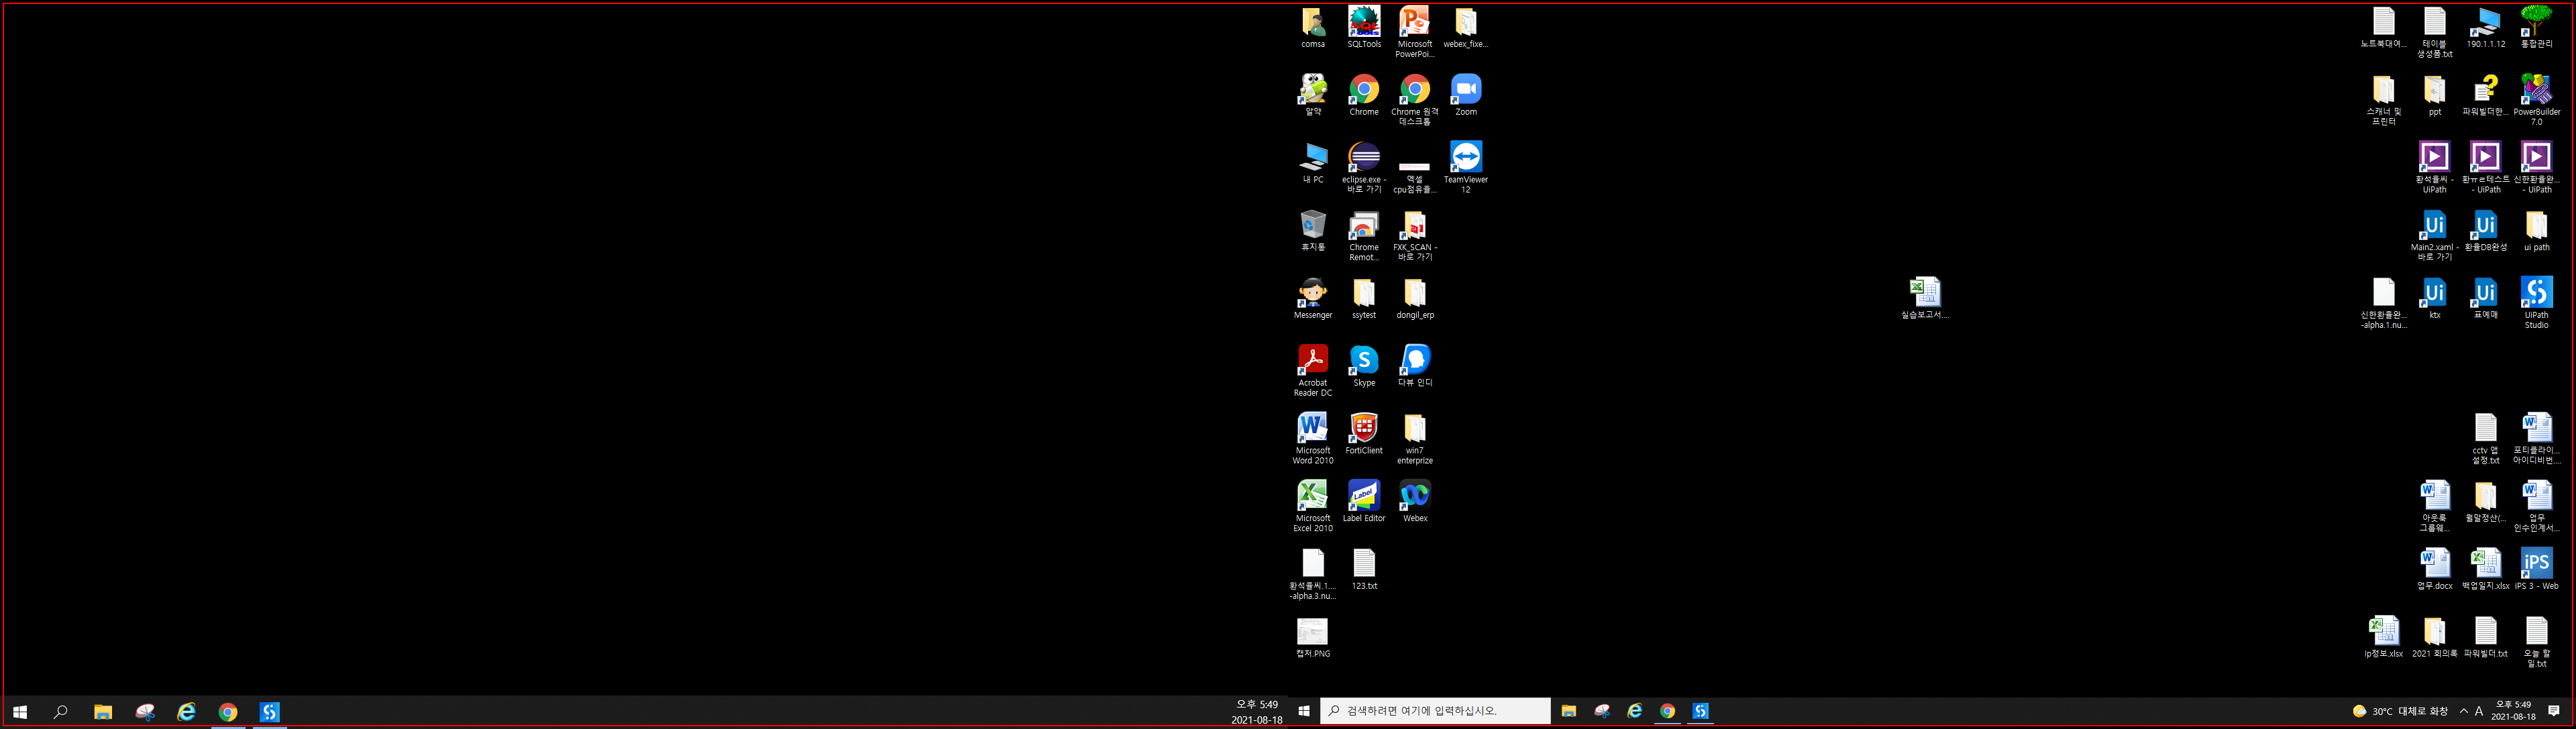 comsa
SQLTools
Microsoft
PowerPoi...
webex_fixe...
노트북대여...
테이블
생성폼.txt
190.1.1.12
통합관리
알약
Chrome
Chrome 원격
데스크톱
Zoom
스캐너 및
프린터
ppt
파워빌더한...
PowerBuilder
7.0
내 PC
eclipse.exe -
바로 가기
엑셀
cpu점유율...
TeamViewer
12
환석율씨 -
UiPath
환ㅠㄹ테스트
- UiPath
신한환율완...
- UiPath
휴지통
Chrome
Remot...
FXK_SCAN -
바로 가기
Main2.xaml -
바로 가기
환율DB완성
ui path
Messenger
ssytest
dongil_erp
실습보고서....
신한환율완...
-alpha.1.nu...
ktx
표예매
UiPath
Studio
Acrobat
Reader DC
Skype
다뷰 인디
Microsoft
Word 2010
FortiClient
win7
enterprize
cctv 앱
설정.txt
포티클라이...
아이디비번....
Microsoft
Excel 2010
Label Editor
Webex
아웃룩
그룹웨...
월말정산(...
업무
인수인계서...
환석율씨.1....
-alpha.3.nu...
123.txt
업무.docx
백업일지.xlsx
iPS 3 - Web
캡처.PNG
Ip정보.xlsx
2021 회의록
파워빌더.txt
오늘 할
일.txt
오후 5:49
2021-08-18
검색하려면 여기에 입력하십시오.
30°C 대체로 화창
A
오후 5:49
2021-08-18